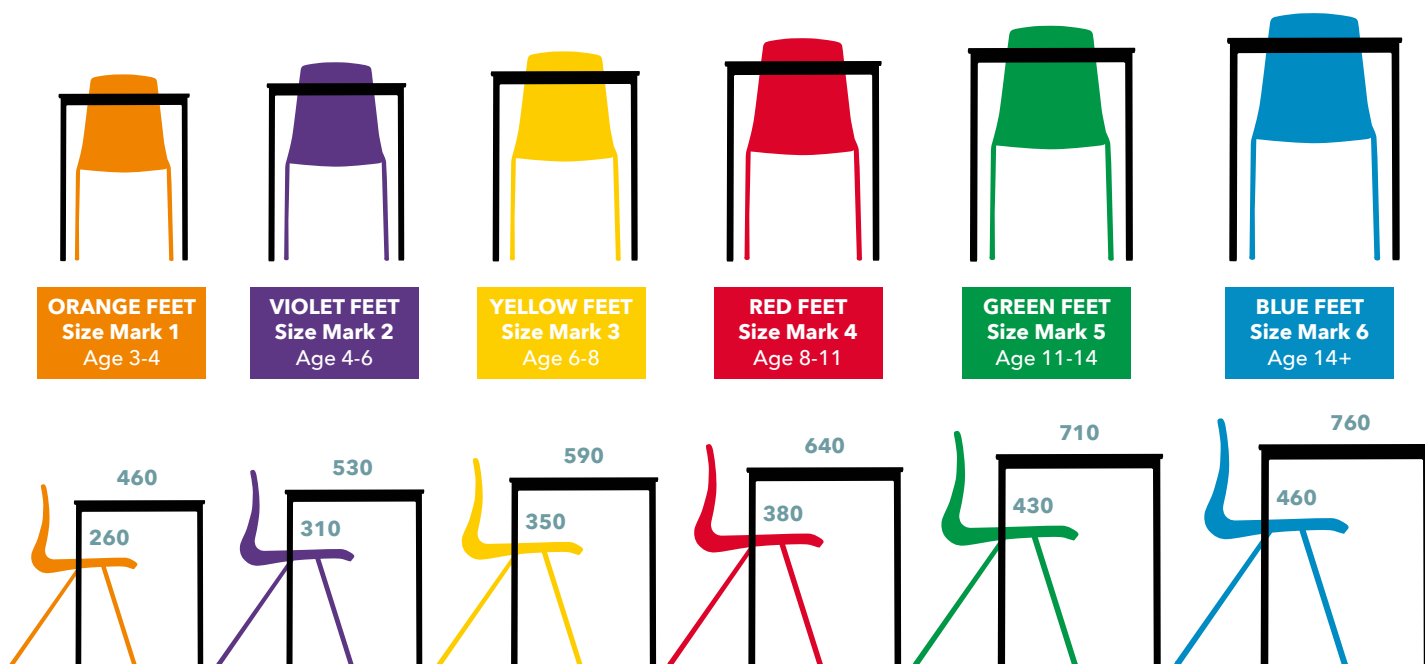 ORANGE FEET
Size Mark 1
Age 3-4
VIOLET FEET
Size Mark 2
Age 4-6
YELLOW FEET
Size Mark 3
Age 6-8
RED FEET
Size Mark 4
Age 8-11
GREEN FEET
Size Mark 5
Age 11-14
BLUE FEET
Size Mark 6
Age 14+
460
260
530
310
590
350
640
380
710
430
760
460